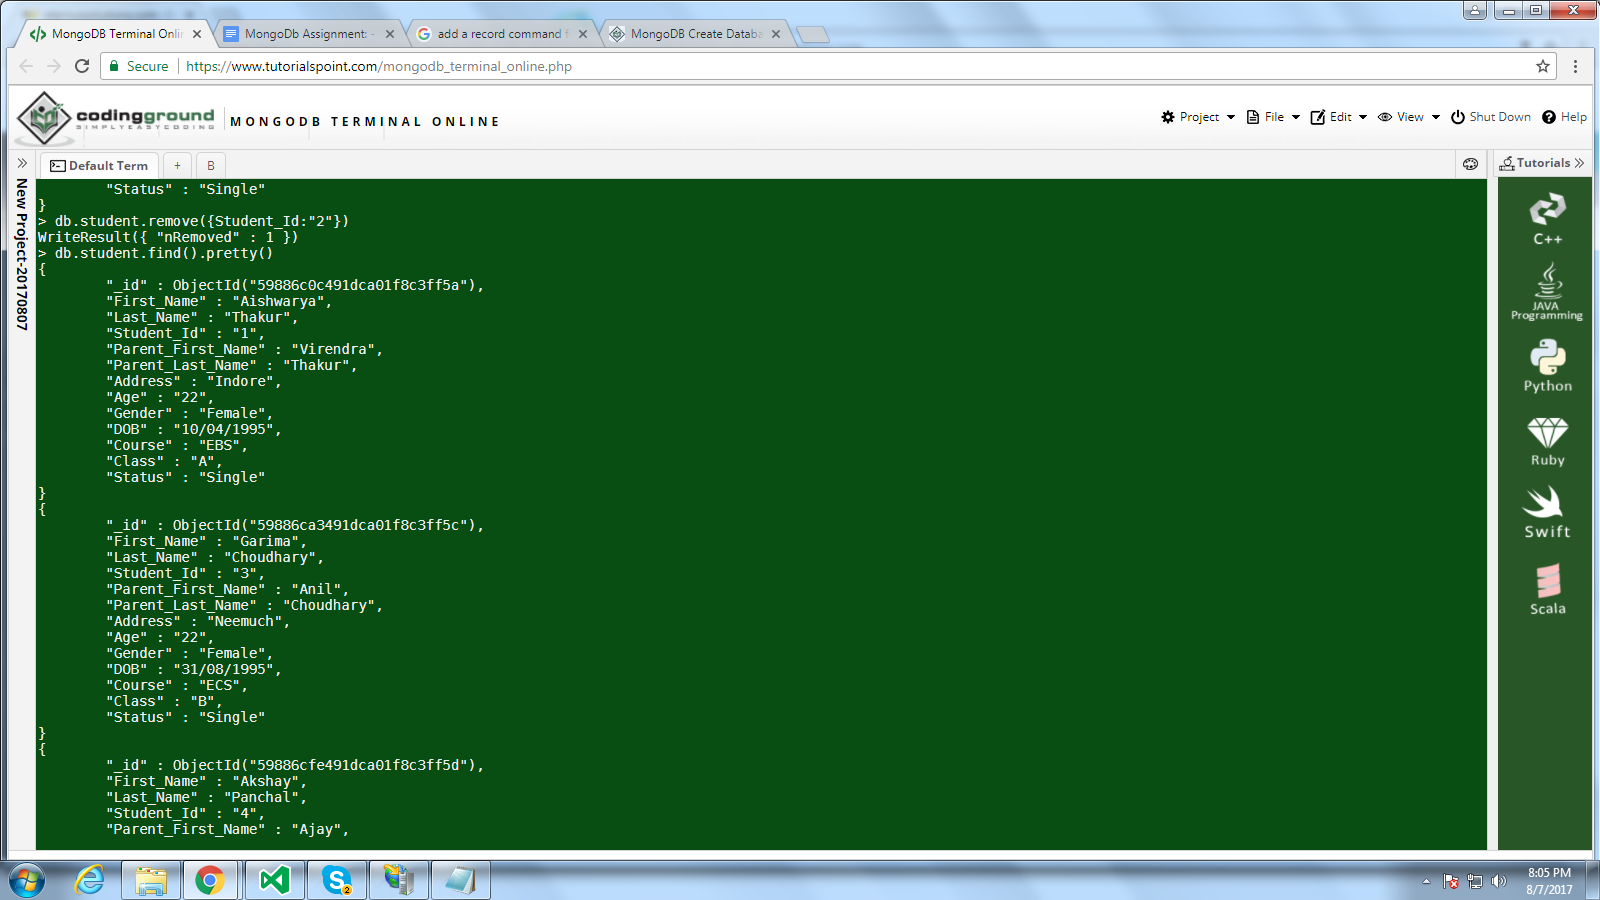 MongoDB Terminal Onli
MongoDb Assignment: -
add a record command f
MongoDB Create Databa
Secure
https://www.tutorialspoint.com/mongodb_terminal_online.php
codingground
SIMPLYEASYCODING
MONGODB TERMINAL ONLINE
Project
File
Edit
View
Shut Down
Help
Default Term
+
B
Tutorials
New Project-20170807
"Status" : "Single"
}
> db.student.remove({Student_Id:"2"})
WriteResult({ "nRemoved" : 1 })
> db.student.find().pretty()
{
"_id" : ObjectId("59886c0c491dca01f8c3ff5a"),
"First_Name" : "Aishwarya",
"Last_Name" : "Thakur",
"Student_Id" : "1",
"Parent_First_Name" : "Virendra",
"Parent_Last_Name" : "Thakur",
"Address" : "Indore",
"Age" : "22",
"Gender" : "Female",
"DOB" : "10/04/1995",
"Course" : "EBS",
"Class" : "A",
"Status" : "Single"
}
{
"_id" : ObjectId("59886ca3491dca01f8c3ff5c"),
"First_Name" : "Garima",
"Last_Name" : "Choudhary",
"Student_Id" : "3",
"Parent_First_Name" : "Anil",
"Parent_Last_Name" : "Choudhary",
"Address" : "Neemuch",
"Age" : "22",
"Gender" : "Female",
"DOB" : "31/08/1995",
"Course" : "ECS",
"Class" : "B",
"Status" : "Single"
}
{
"_id" : ObjectId("59886cfe491dca01f8c3ff5d"),
"First_Name" : "Akshay",
"Last_Name" : "Panchal",
"Student_Id" : "4",
"Parent_First_Name" : "Ajay",
C++
JAVA
Programming
Python
Ruby
Swift
Scala
2
8:05 PM
8/7/2017